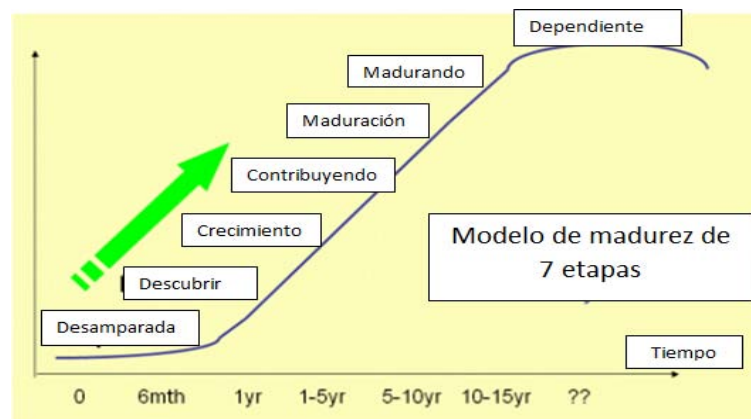 Dependiente
Madurando
Maduración
Contribuyendo
Crecimiento
Modelo de madurez de
7 etapas
Descubrir
Desamparada
Tiempo
0 6mth 1yr 1-5yr 5-10yr 10-15yr ??